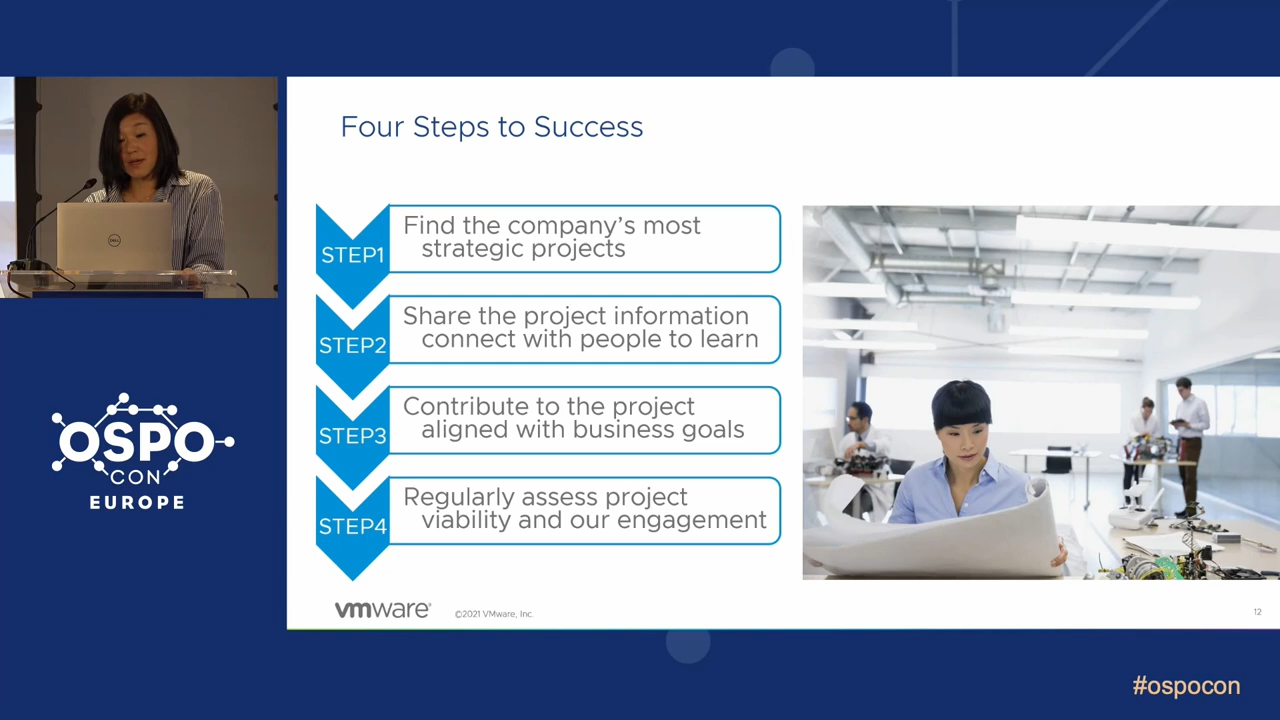 Four Steps to Success
STEP1
Find the company's most
strategic projects
STEP2
Share the project information
connect with people to learn
STEP3
Contribute to the project
aligned with business goals
STEP4
Regularly assess project
viability and our engagement
vmware®
©2021 VMware, Inc.
12
DELL
OSPO
CON
EUROPE
#ospocon